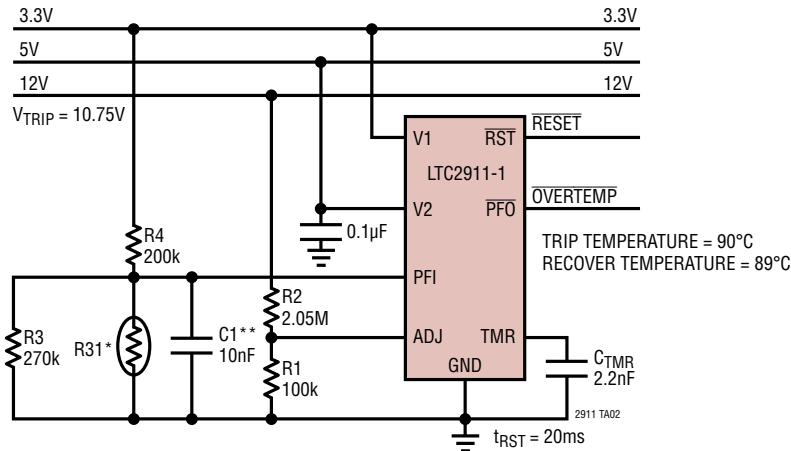 3.3V 3.3V
5V 5V
12V 12V
VTRIP = 10.75V
RESET
V1 RST
LTC2911-1
OVERTEMP
V2 PFO
0.1µF
R4
200k
TRIP TEMPERATURE = 90°C
RECOVER TEMPERATURE = 89°C
PFI
R2
2.05M
R3
270k
R31*
C1**
10nF
ADJ TMR
GND
R1
100k
CTMR
2.2nF
2911 TA02
tRST = 20ms